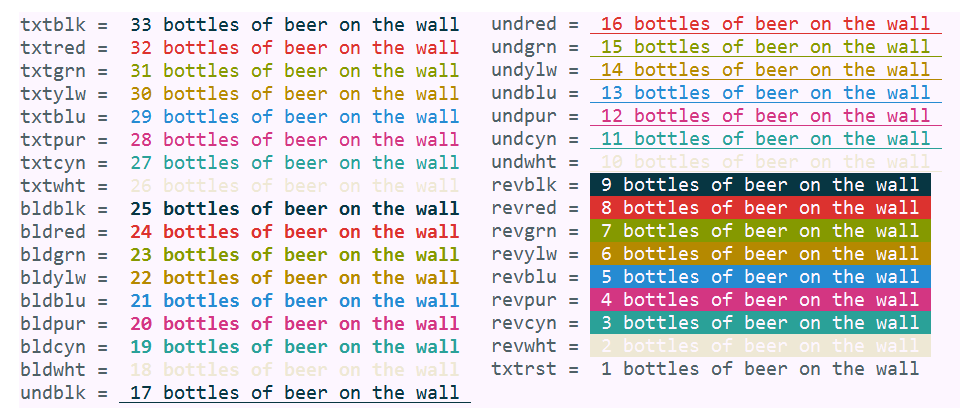 txtblk = 33 bottles of beer on the wall
txtred = 32 bottles of beer on the wall
txtgrn = 31 bottles of beer on the wall
txtylw = 30 bottles of beer on the wall
txtblu = 29 bottles of beer on the wall
txtpur = 28 bottles of beer on the wall
txtcyn = 27 bottles of beer on the wall
txtwht = 26 bottles of beer on the wall
bldblk = 25 bottles of beer on the wall
bldred = 24 bottles of beer on the wall
bldgrn = 23 bottles of beer on the wall
bldylw = 22 bottles of beer on the wall
bldblu = 21 bottles of beer on the wall
bldpur = 20 bottles of beer on the wall
bldcyn = 19 bottles of beer on the wall
bldwht = 18 bottles of beer on the wall
undblk = 17 bottles of beer on the wall
undred = 16 bottles of beer on the wall
undgrn = 15 bottles of beer on the wall
undylw = 14 bottles of beer on the wall
undblu = 13 bottles of beer on the wall
undpur = 12 bottles of beer on the wall
undcyn = 11 bottles of beer on the wall
undwht = 10 bottles of beer on the wall
revblk = 9 bottles of beer on the wall
revred = 8 bottles of beer on the wall
revgrn = 7 bottles of beer on the wall
revylw = 6 bottles of beer on the wall
revblu = 5 bottles of beer on the wall
revpur = 4 bottles of beer on the wall
revcyn = 3 bottles of beer on the wall
revwht = 2 bottles of beer on the wall
txtrst = 1 bottles of beer on the wall